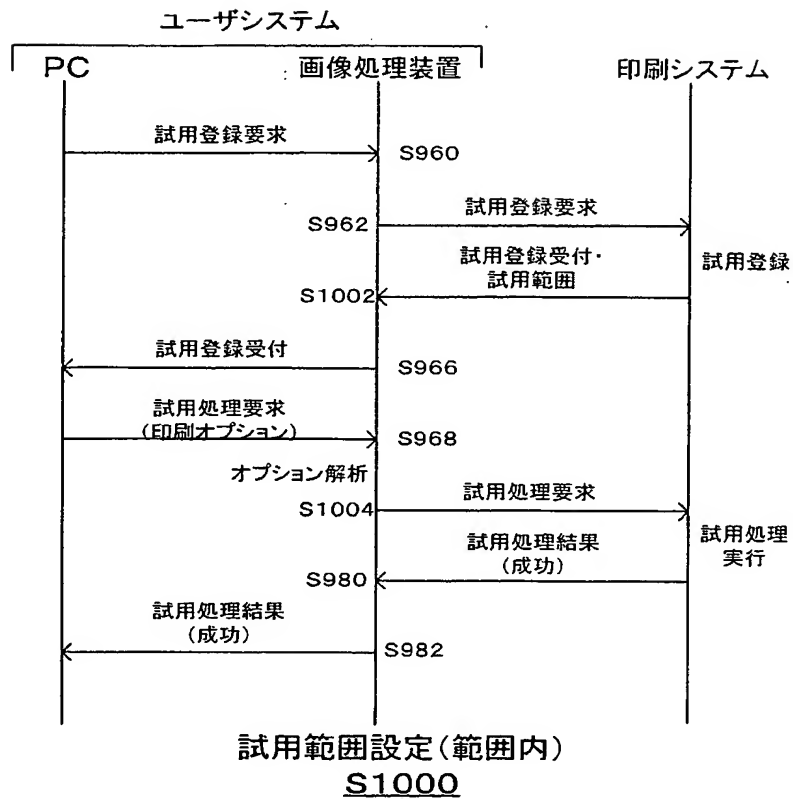 ユーザシステム
PC
画像処理装置
印刷システム
試用登録要求
S960
S962
試用登録要求
試用登録受付・
試用範囲
試用登録
S1002
試用登録受付
S966
試用処理要求
(印刷オプション)
S968
オプション解析
S1004
試用処理要求
試用処理
実行
試用処理結果
(成功)
S980
試用処理結果
(成功)
S982
試用範囲設定(範囲内)
S1000